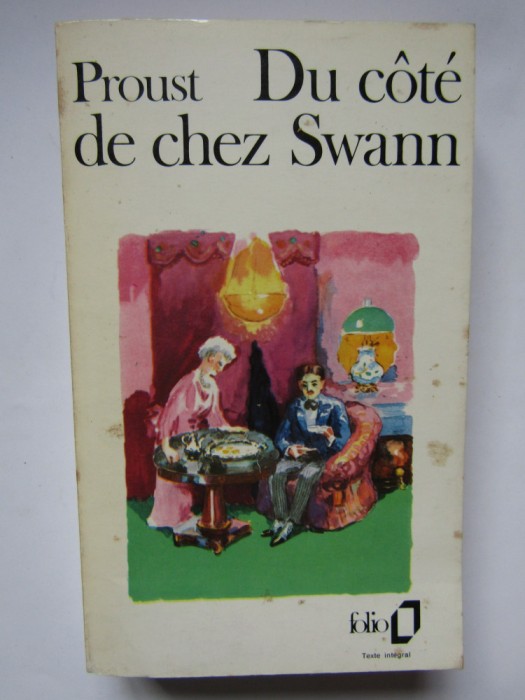 Proust Du côté
de chez Swann
folio
Texte intégral